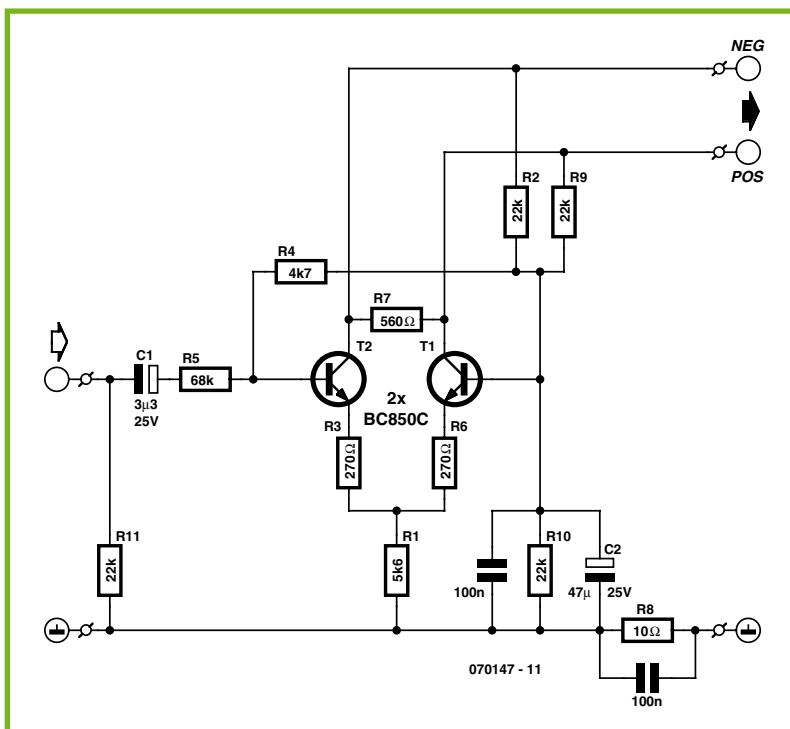 NEG
POS
R2
22k
R9
22k
R4
4k7
R7
560Ω
C1
3µ3
25V
R5
68k
T2
T1
2x
BC850C
R3
270Ω
R6
270Ω
R11
22k
R1
5k6
100n
R10
22k
C2
47µ
25V
R8
10Ω
100n
070147 - 11